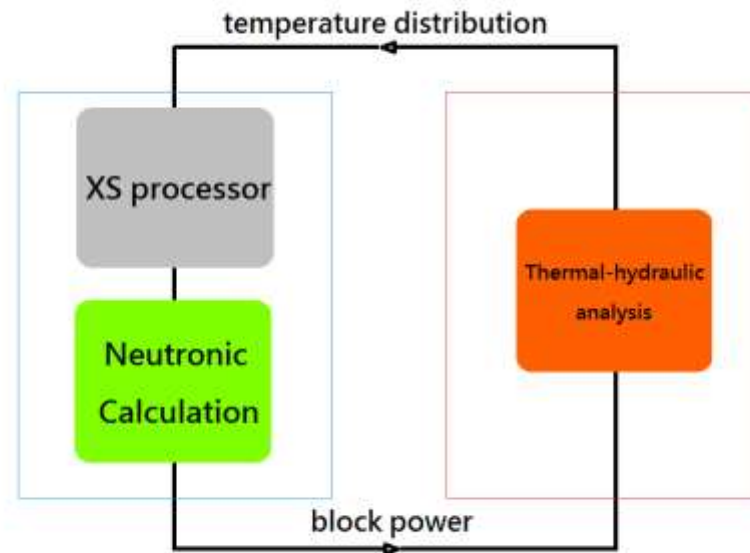 temperature distribution
XS processor
Thermal-hydraulic
analysis
Neutronic
Calculation
block power